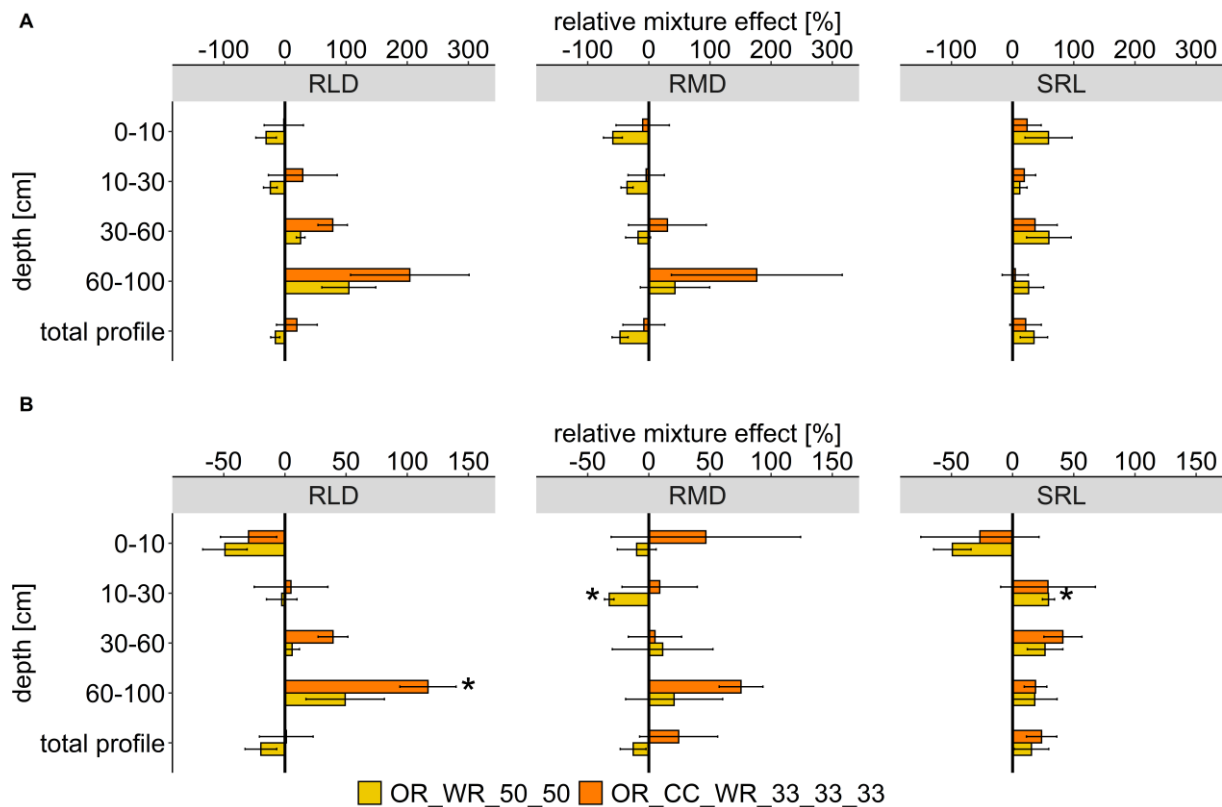 A
relative mixture effect [%]
-100 0 100 200 300 -100 0 100 200 300 -100 0 100 200 300
RLD RMD SRL
depth [cm]
0-10
10-30
30-60
60-100
total profile
B
relative mixture effect [%]
-50 0 50 100 150 -50 0 50 100 150 -50 0 50 100 150
RLD RMD SRL
depth [cm]
0-10
10-30 * *
30-60
60-100 *
total profile
OR_WR_50_50 OR_CC_WR_33_33_33